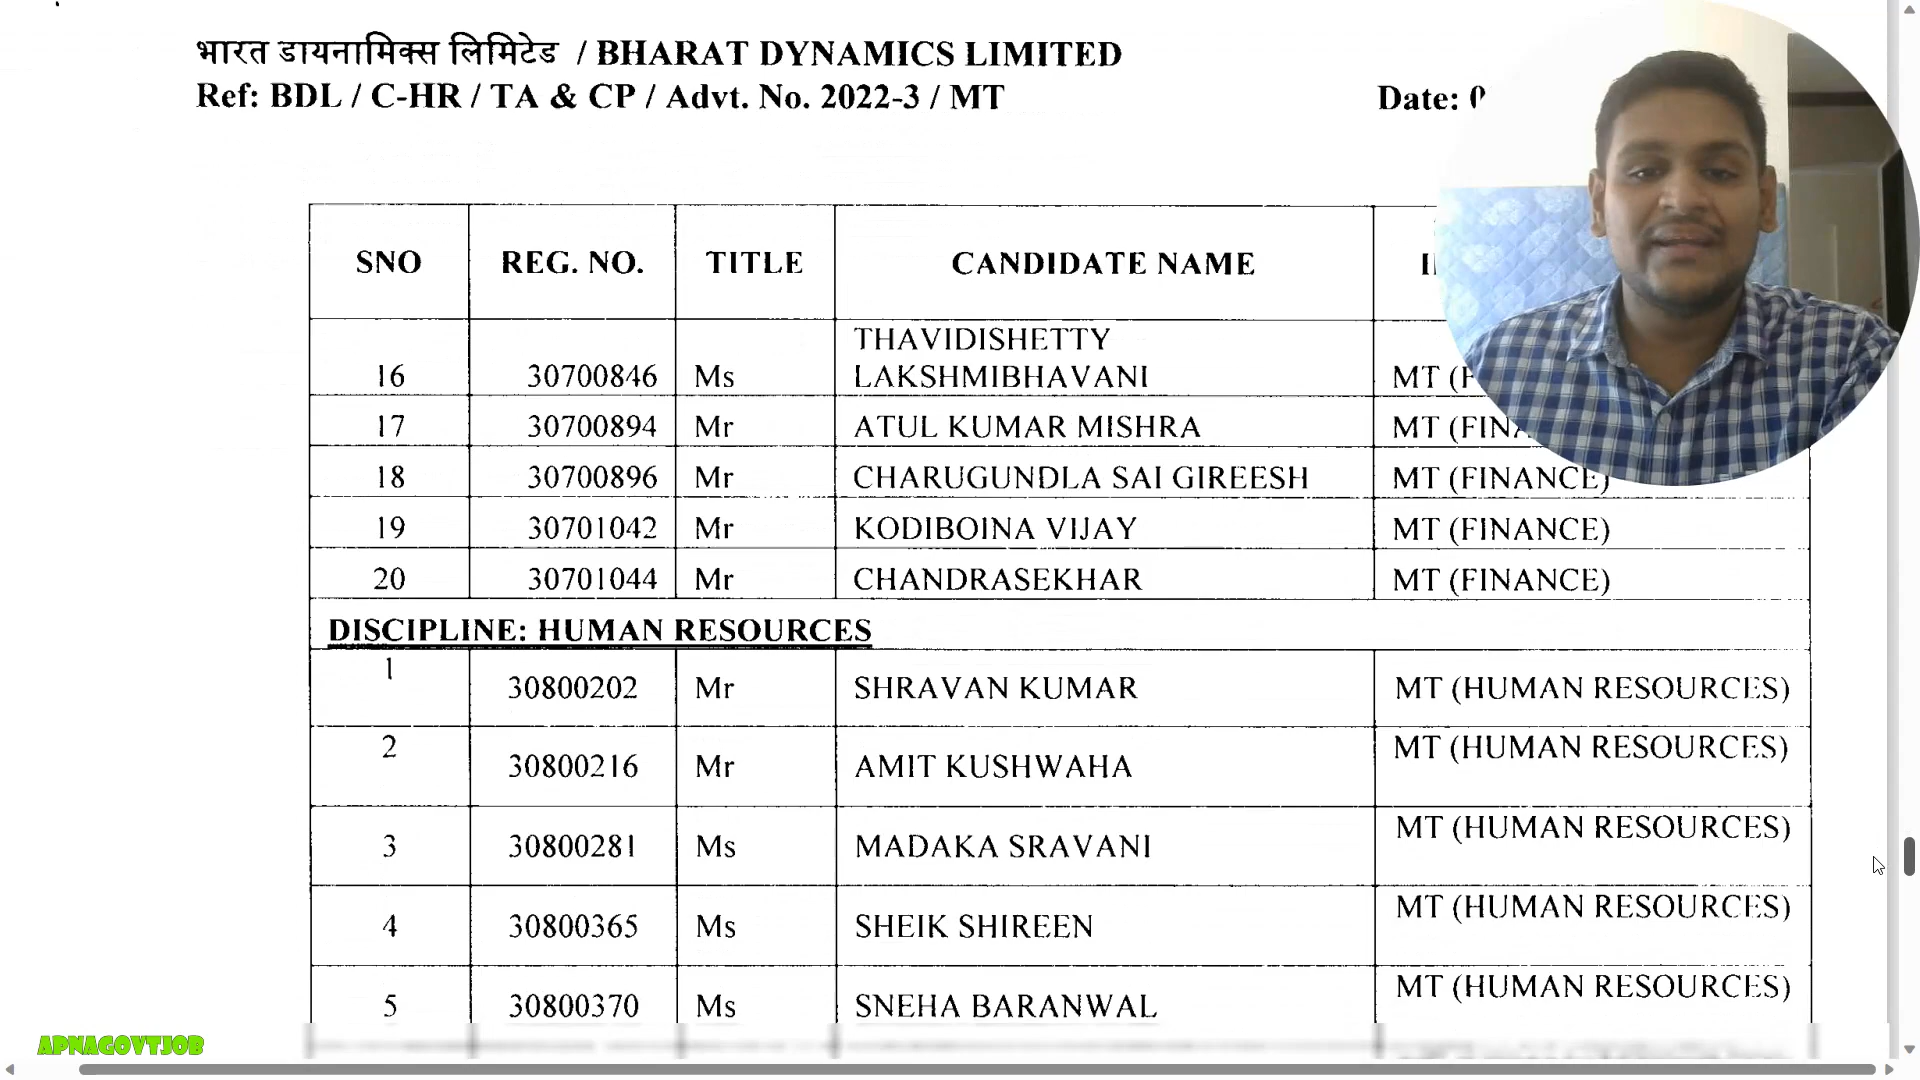 भारत डायनामिक्स लिमिटेड / BHARAT DYNAMICS LIMITED
Ref: BDL / C-HR / TA & CP / Advt. No. 2022-3 / MT Date: 0
SNO REG. NO. TITLE CANDIDATE NAME
THAVIDISHETTY
16 30700846 Ms LAKSHMIBHAVANI MT (F
17 30700894 Mr ATUL KUMAR MISHRA MT (FINA
18 30700896 Mr CHARUGUNDLA SAI GIREESH MT (FINANCE)
19 30701042 Mr KODIBOINA VIJAY MT (FINANCE)
20 30701044 Mr CHANDRASEKHAR MT (FINANCE)
DISCIPLINE: HUMAN RESOURCES
1 30800202 Mr SHRAVAN KUMAR MT (HUMAN RESOURCES)
2 30800216 Mr AMIT KUSHWAHA MT (HUMAN RESOURCES)
3 30800281 Ms MADAKA SRAVANI MT (HUMAN RESOURCES)
4 30800365 Ms SHEIK SHIREEN MT (HUMAN RESOURCES)
5 30800370 Ms SNEHA BARANWAL MT (HUMAN RESOURCES)
APNAGOVTJOB